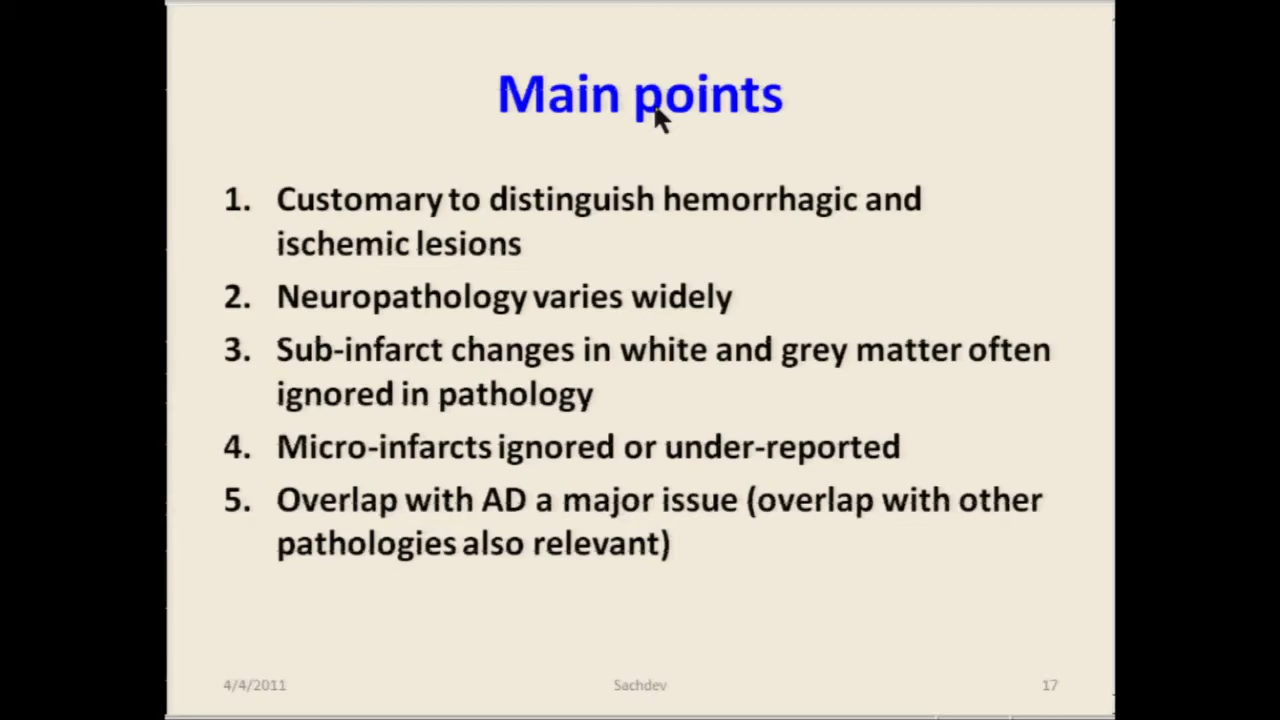 Main points
1. Customary to distinguish hemorrhagic and
ischemic lesions
2. Neuropathology varies widely
3. Sub-infarct changes in white and grey matter often
ignored in pathology
4. Micro-infarcts ignored or under-reported
5. Overlap with AD a major issue (overlap with other
pathologies also relevant)
4/4/2011 Sachdev 17